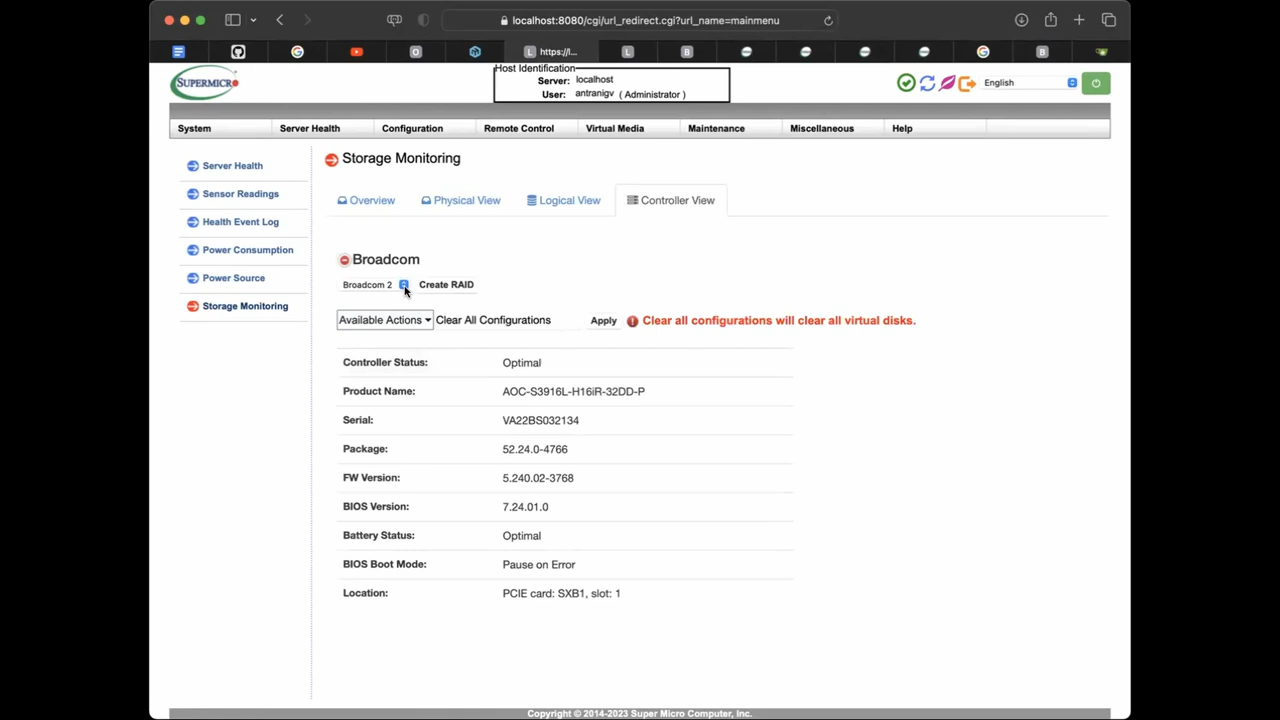 localhost:8080/cgi/url_redirect.cgi?url_name=mainmenu
L https://l...
L
B
B
SUPERMICRO
Host Identification
Server: localhost
User: antranigv ( Administrator )
English
System Server Health Configuration Remote Control Virtual Media Maintenance Miscellaneous Help
Server Health
Sensor Readings
Health Event Log
Power Consumption
Power Source
Storage Monitoring
Storage Monitoring
Overview Physical View Logical View Controller View
Broadcom
Broadcom 2 Create RAID
Available Actions Clear All Configurations Apply Clear all configurations will clear all virtual disks.
Controller Status: Optimal
Product Name: AOC-S3916L-H16iR-32DD-P
Serial: VA22BS032134
Package: 52.24.0-4766
FW Version: 5.240.02-3768
BIOS Version: 7.24.01.0
Battery Status: Optimal
BIOS Boot Mode: Pause on Error
Location: PCIE card: SXB1, slot: 1
Copyright © 2014-2023 Super Micro Computer, Inc.